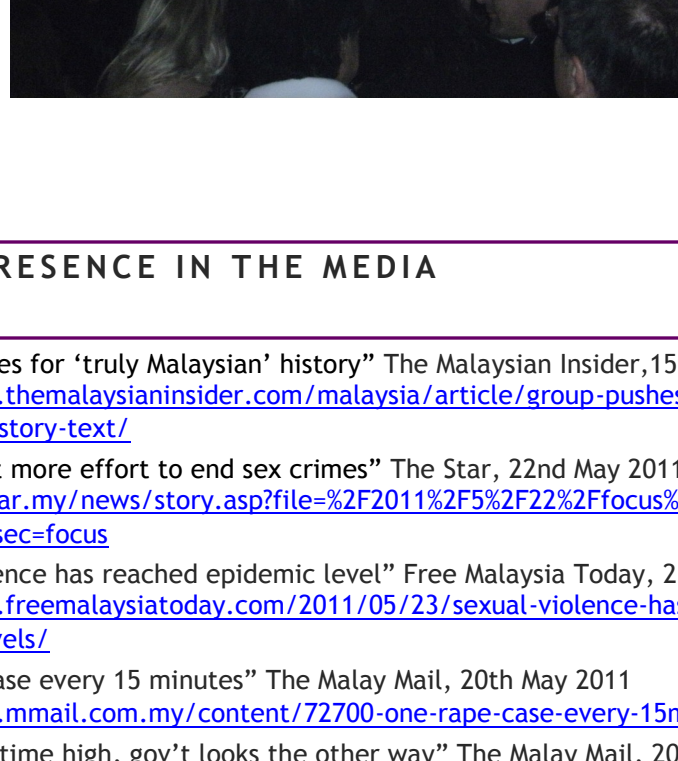 RESENCE IN THE MEDIA
es for ‘truly Malaysian’ history” The Malaysian Insider,15
.themalaysianinsider.com/malaysia/article/group-pushes
story-text/
more effort to end sex crimes” The Star, 22nd May 2011
ar.my/news/story.asp?file=%2F2011%2F5%2F22%2Ffocus%
sec=focus
ence has reached epidemic level” Free Malaysia Today, 2
.freemalaysiatoday.com/2011/05/23/sexual-violence-has
vels/
ase every 15 minutes” The Malay Mail, 20th May 2011
.mmail.com.my/content/72700-one-rape-case-every-15m
time high, gov’t looks the other way” The Malay Mail, 20